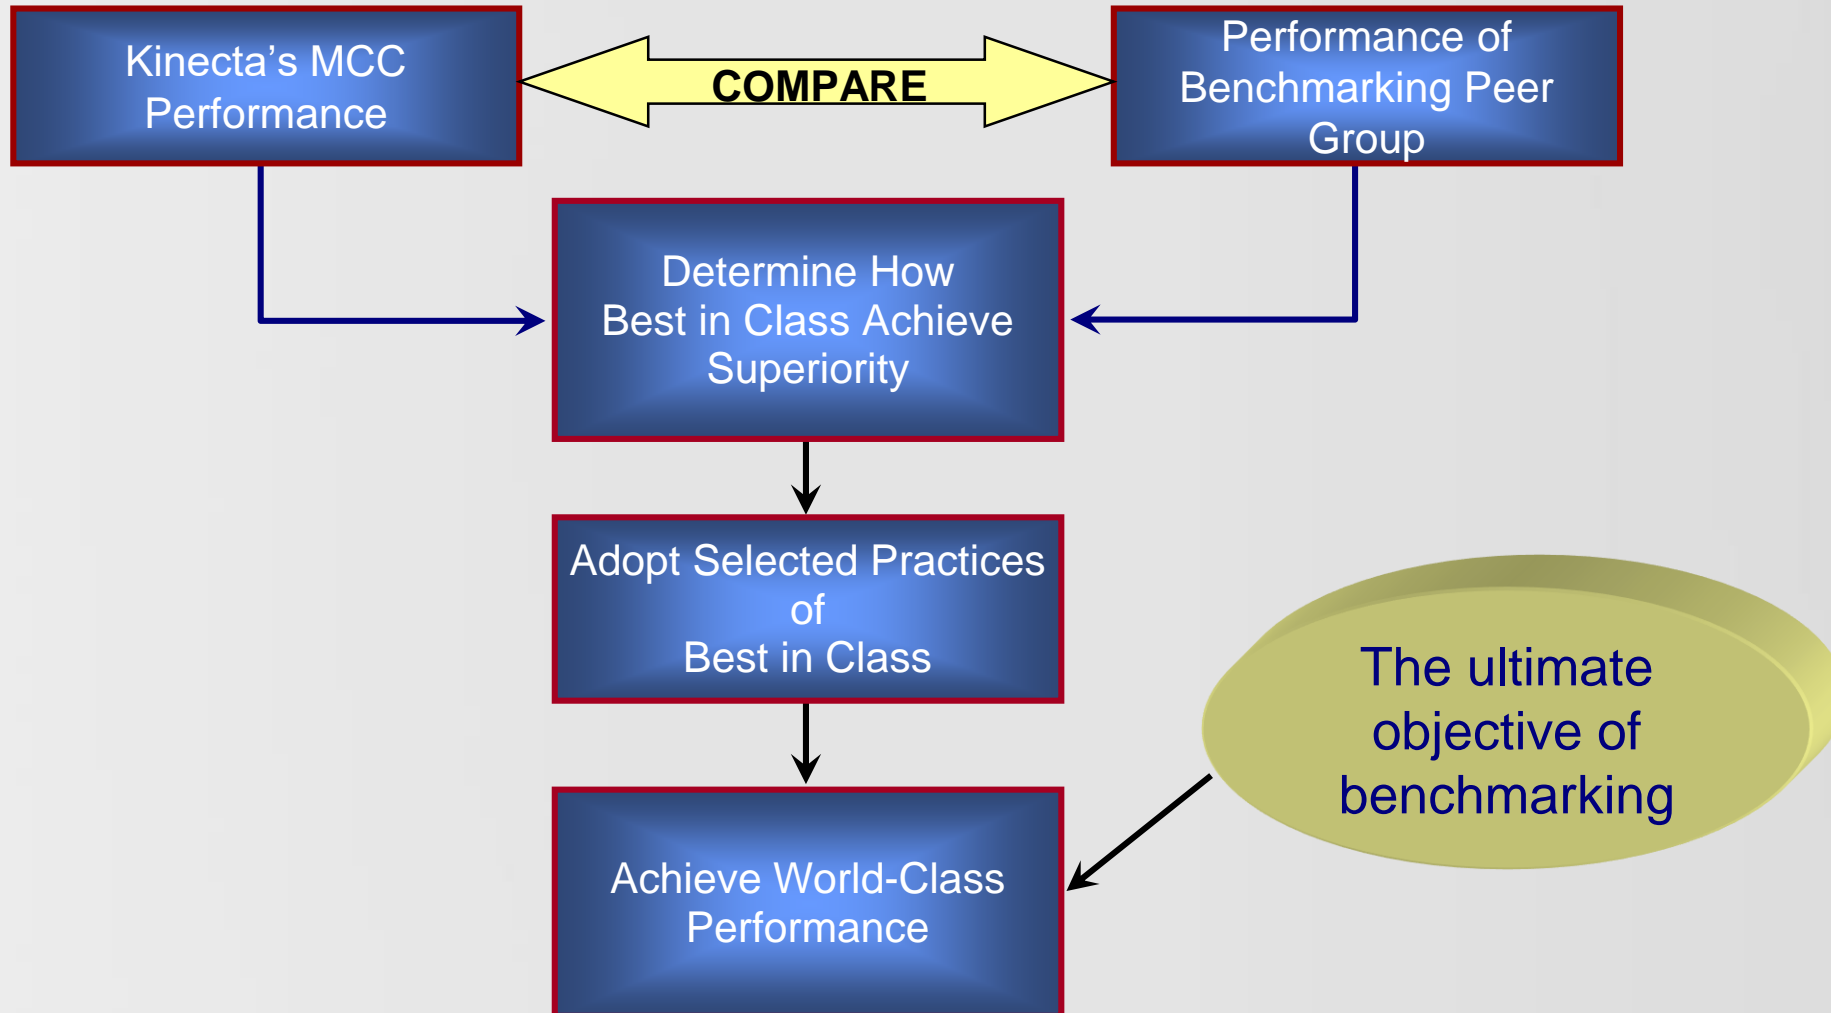 Kinecta’s MCC
Performance
COMPARE
Performance of
Benchmarking Peer
Group
Determine How
Best in Class Achieve
Superiority
Adopt Selected Practices
of
Best in Class
The ultimate
objective of
benchmarking
Achieve World-Class
Performance